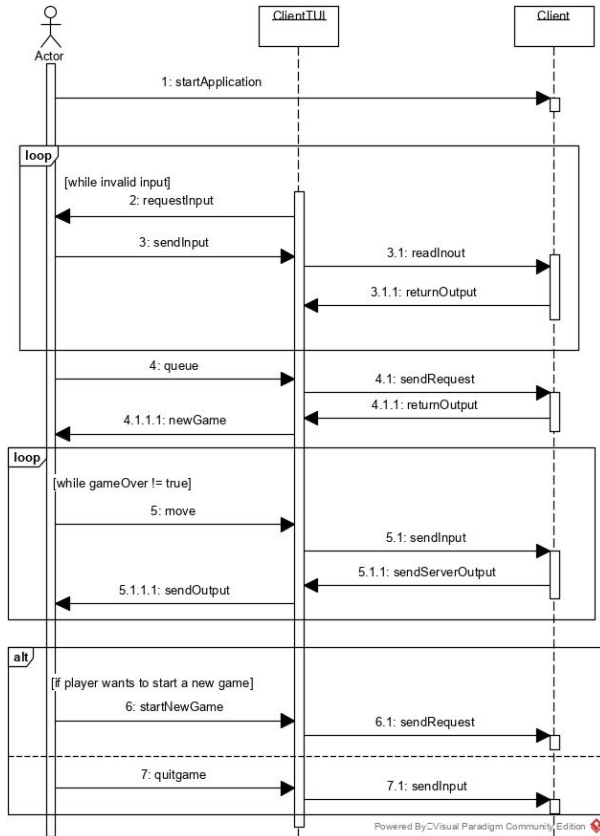 ClientTUI
Client
Actor
1: startApplication
loop
[while invalid input]
2: requestInput
3: sendInput
3.1: readInout
3.1.1: returnOutput
4: queue
4.1: sendRequest
4.1.1: returnOutput
4.1.1.1: newGame
loop
[while gameOver != true]
5: move
5.1: sendInput
5.1.1: sendServerOutput
5.1.1.1: sendOutput
alt
[if player wants to start a new game]
6: startNewGame
6.1: sendRequest
7: quitgame
7.1: sendInput
Powered By Visual Paradigm Community Edition